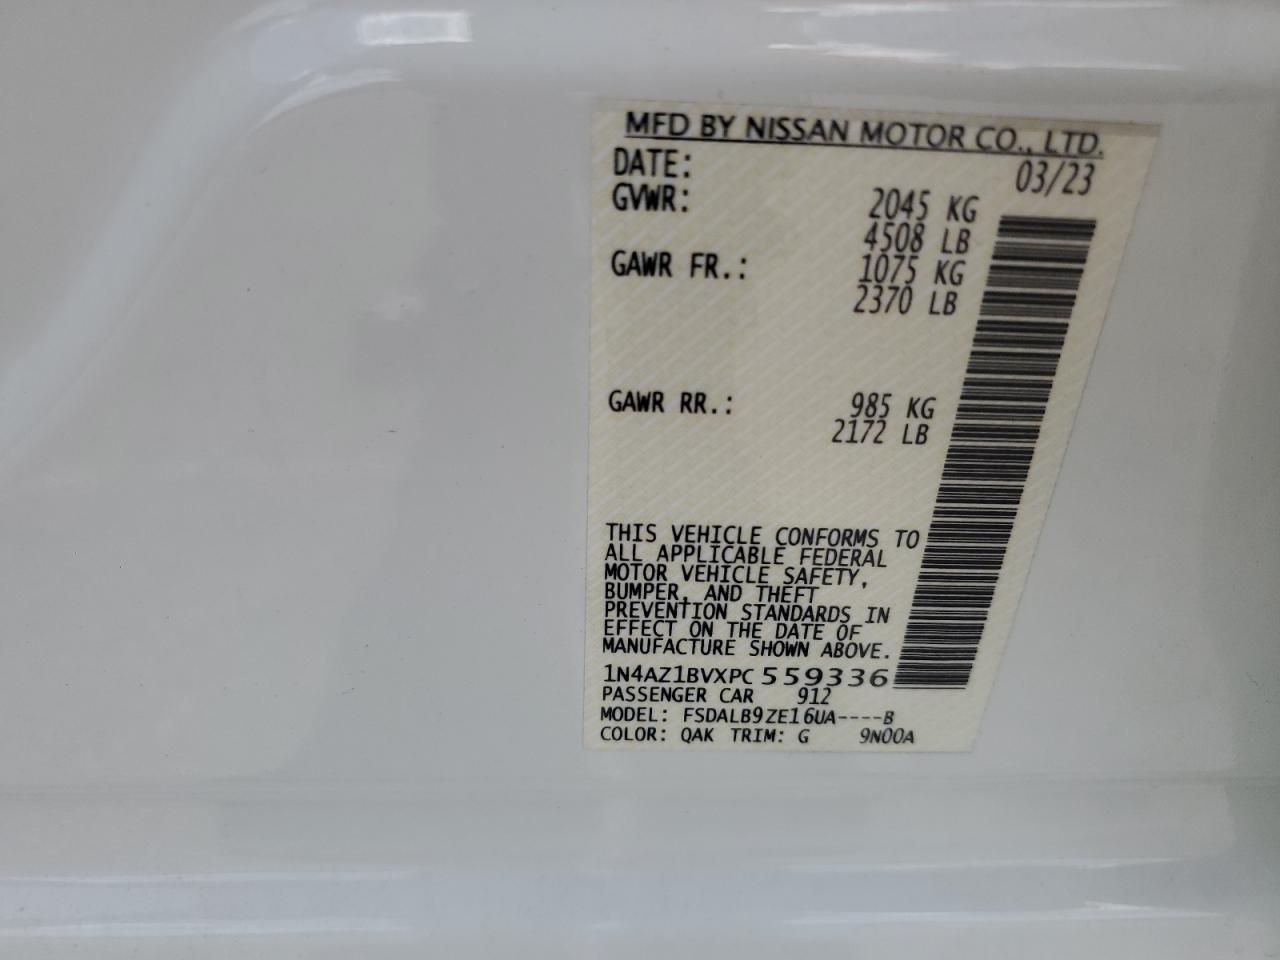 MFD BY NISSAN MOTOR CO., LTD.
DATE: 03/23
GVWR: 2045 KG
4508 LB
GAWR FR.: 1075 KG
2370 LB
GAWR RR.: 985 KG
2172 LB
THIS VEHICLE CONFORMS TO
ALL APPLICABLE FEDERAL
MOTOR VEHICLE SAFETY,
BUMPER, AND THEFT
PREVENTION STANDARDS IN
EFFECT ON THE DATE OF
MANUFACTURE SHOWN ABOVE.
1N4AZ1BVXPC559336
PASSENGER CAR 912
MODEL: FSDALB9ZE16UA----B
COLOR: QAK TRIM: G 9N00A